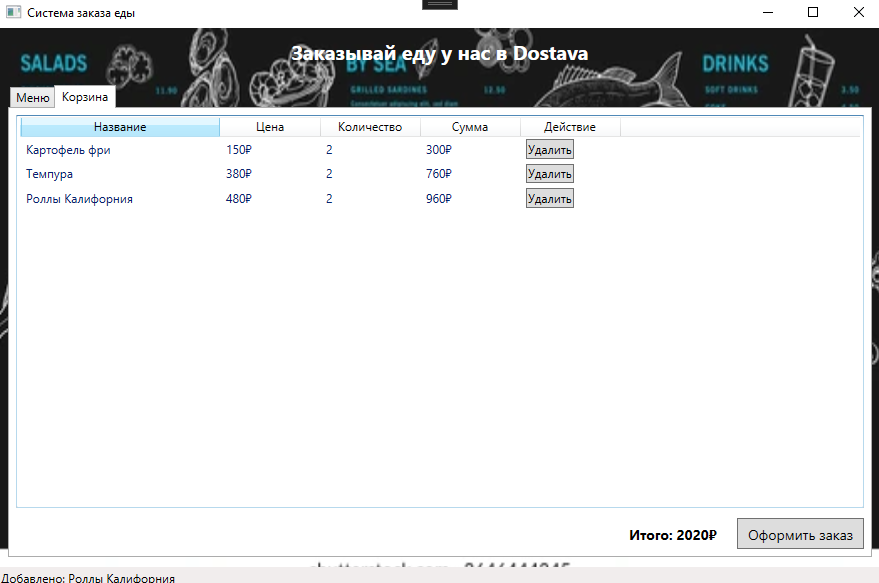 Система заказа еды
Заказывай еду у нас в Dostava
SALADS
BY SEA
DRINKS
11.90
GRILLED SARDINES
12.50
SOFT DRINKS
3.50
Меню
Корзина
Название Цена Количество Сумма Действие
Картофель фри 150₽ 2 300₽ Удалить
Темпура 380₽ 2 760₽ Удалить
Роллы Калифорния 480₽ 2 960₽ Удалить
Итого: 2020₽
Оформить заказ
Добавлено: Роллы Калифорния